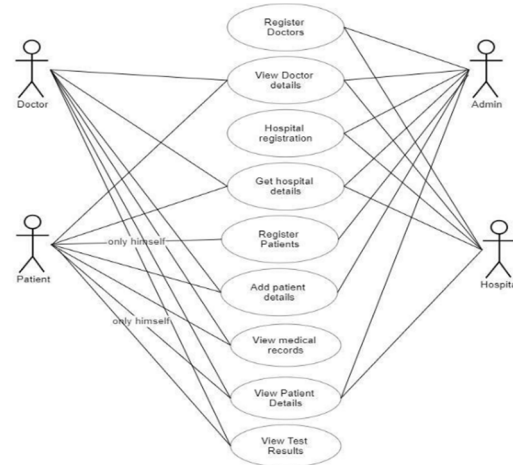 Register
Doctors
Doctor
View Doctor
details
Admin
Hospital
registration
Get hospital
details
Patient
only himself
Register
Patients
Hospita
Add patient
details
only himself
View medical
records
View Patient
Details
View Test
Results